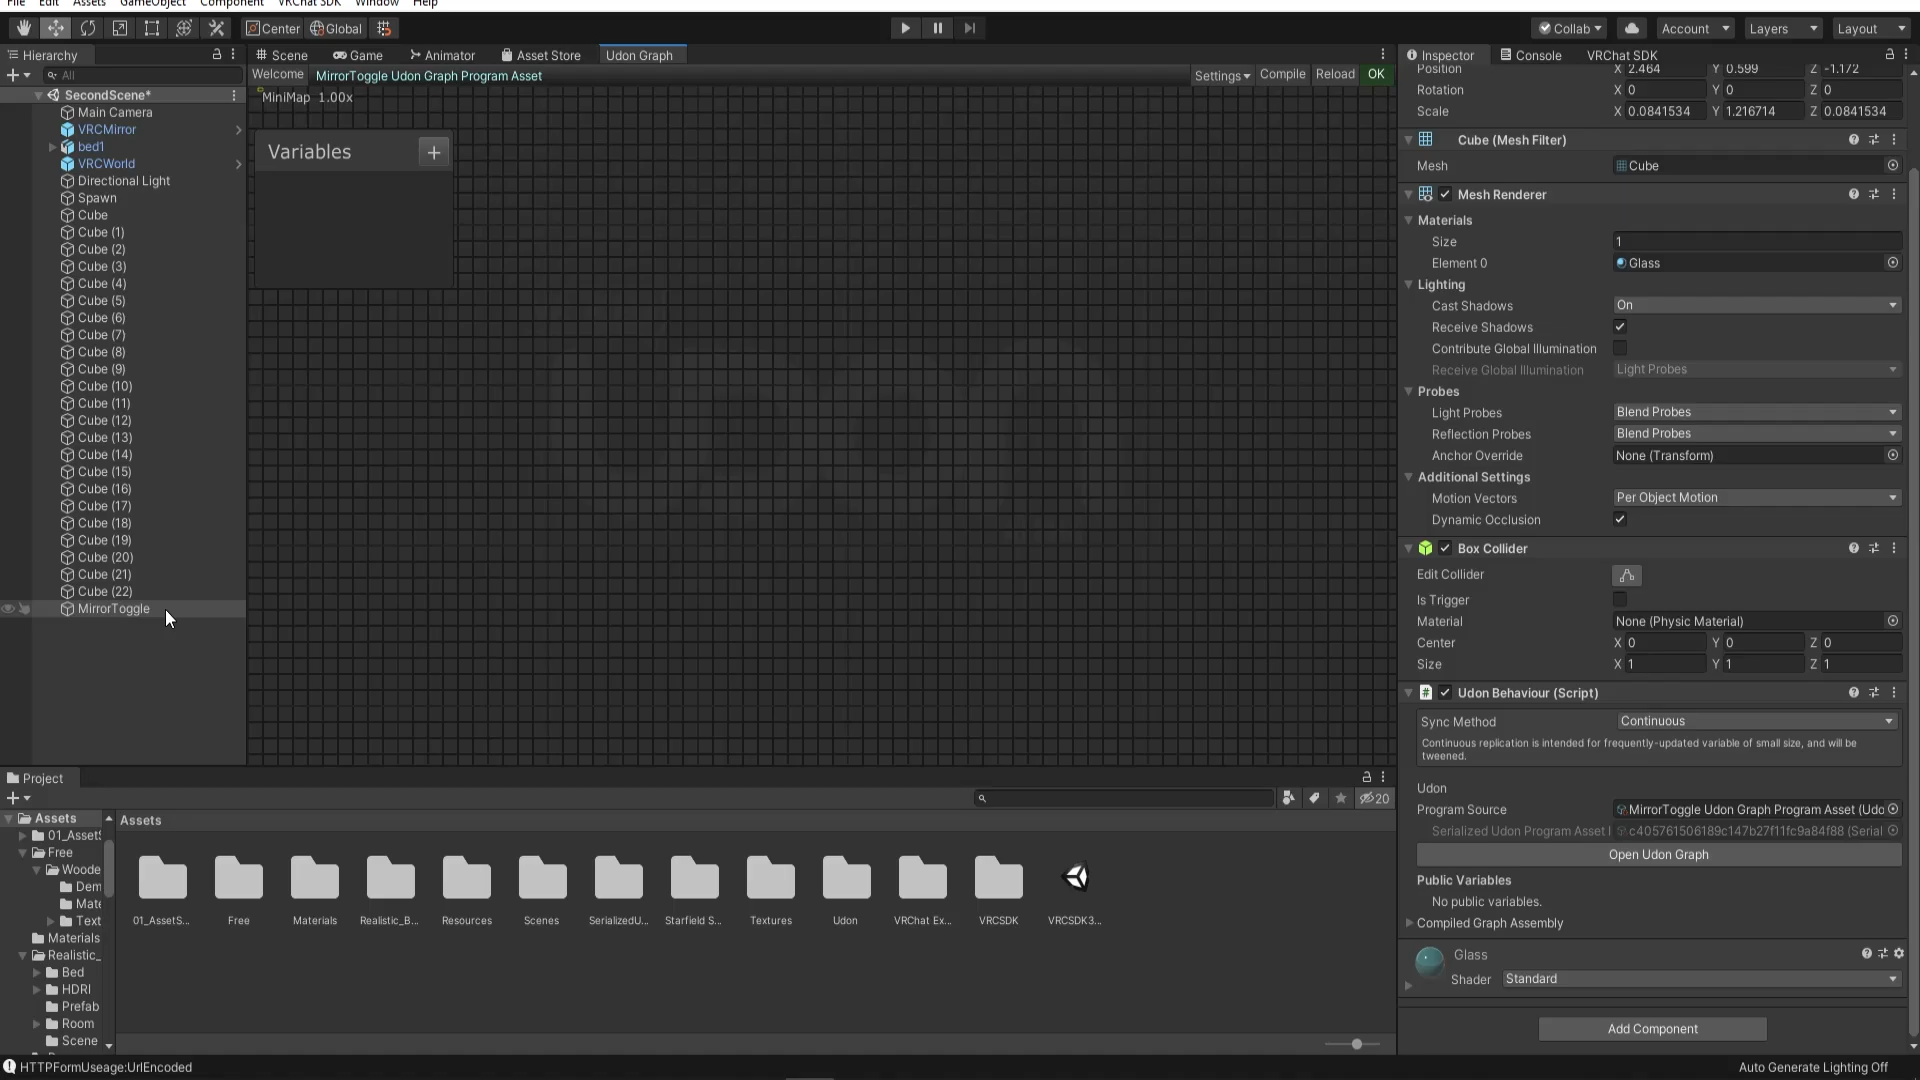 File Edit Assets GameObject Component VRChat SDK Window Help
Center Global
Collab Account Layers Layout
Hierarchy
All
SecondScene*
Main Camera
VRCMirror
bed1
VRCWorld
Directional Light
Spawn
Cube
Cube (1)
Cube (2)
Cube (3)
Cube (4)
Cube (5)
Cube (6)
Cube (7)
Cube (8)
Cube (9)
Cube (10)
Cube (11)
Cube (12)
Cube (13)
Cube (14)
Cube (15)
Cube (16)
Cube (17)
Cube (18)
Cube (19)
Cube (20)
Cube (21)
Cube (22)
MirrorToggle
Scene Game Animator Asset Store Udon Graph
Welcome MirrorToggle Udon Graph Program Asset Settings Compile Reload OK
MiniMap 1.00x
Variables +
Inspector Console VRChat SDK
Position X 2.464 Y 0.599 Z -1.172
Rotation X 0 Y 0 Z 0
Scale X 0.0841534 Y 1.216714 Z 0.0841534
Cube (Mesh Filter)
Mesh Cube
Mesh Renderer
Materials
Size 1
Element 0 Glass
Lighting
Cast Shadows On
Receive Shadows
Contribute Global Illumination
Receive Global Illumination Light Probes
Probes
Light Probes Blend Probes
Reflection Probes Blend Probes
Anchor Override None (Transform)
Additional Settings
Motion Vectors Per Object Motion
Dynamic Occlusion
Box Collider
Edit Collider
Is Trigger
Material None (Physic Material)
Center X 0 Y 0 Z 0
Size X 1 Y 1 Z 1
# Udon Behaviour (Script)
Sync Method Continuous
Continuous replication is intended for frequently-updated variable of small size, and will be
tweened.
Udon
Program Source MirrorToggle Udon Graph Program Asset (Udo
Serialized Udon Program Asset I c405761506189c147b27f11fc9a84f88 (Serial
Open Udon Graph
Public Variables
No public variables.
Compiled Graph Assembly
Glass
Shader Standard
Add Component
Project
20
Assets
01_AssetS
Free
Woode
Dem
Mate
Text
Materials
Realistic_
Bed
HDRI
Prefab
Room
Scene
Assets
01_AssetS... Free Materials Realistic_B... Resources Scenes SerializedU... Starfield S... Textures Udon VRChat Ex... VRCSDK VRCSDK3...
HTTPFormUseage:UrlEncoded
Auto Generate Lighting Off